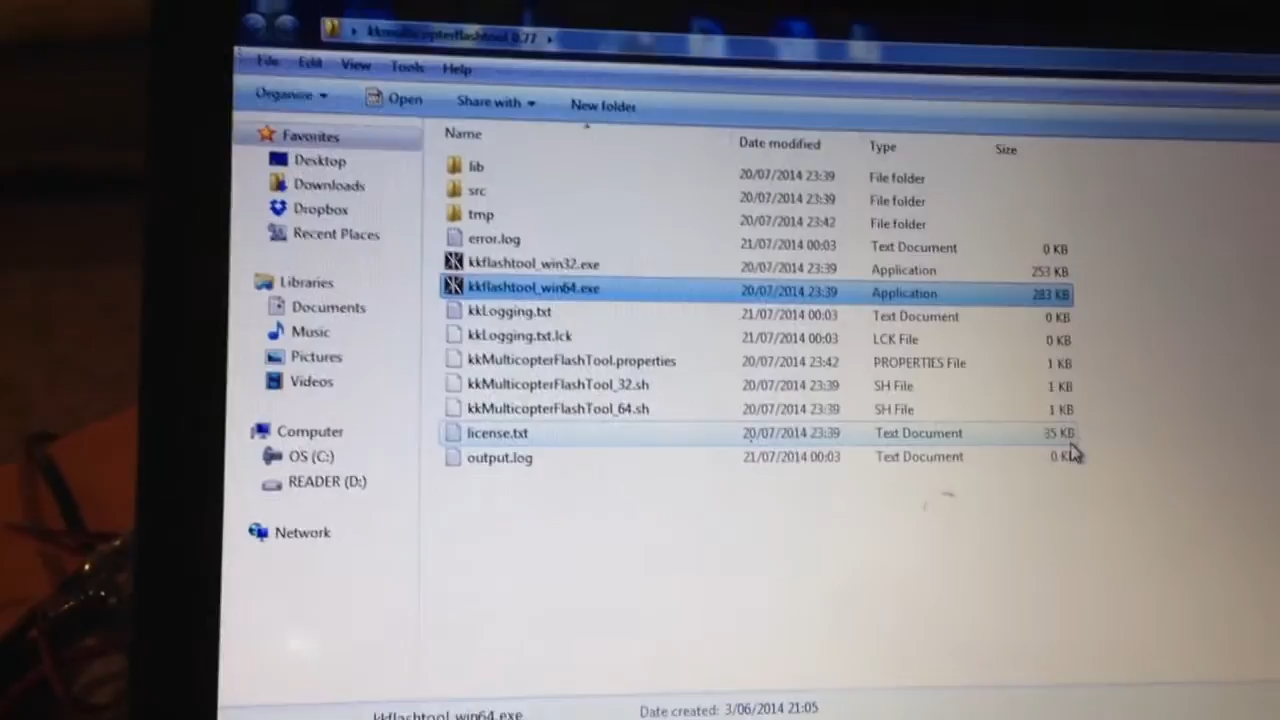 kkmulticopterflashtool 0.77
File Edit View Tools Help
Organize Open Share with New folder
Name Date modified Type Size
Favorites
Desktop
Downloads
Dropbox
Recent Places
Libraries
Documents
Music
Pictures
Videos
Computer
OS (C:)
READER (D:)
Network
lib 20/07/2014 23:39 File folder
src 20/07/2014 23:39 File folder
tmp 20/07/2014 23:42 File folder
error.log 21/07/2014 00:03 Text Document 0 KB
kkflashtool_win32.exe 20/07/2014 23:39 Application 253 KB
kkflashtool_win64.exe 20/07/2014 23:39 Application 283 KB
kkLogging.txt 21/07/2014 00:03 Text Document 0 KB
kkLogging.txt.lck 21/07/2014 00:03 LCK File 0 KB
kkMulticopterFlashTool.properties 20/07/2014 23:42 PROPERTIES File 1 KB
kkMulticopterFlashTool_32.sh 20/07/2014 23:39 SH File 1 KB
kkMulticopterFlashTool_64.sh 20/07/2014 23:39 SH File 1 KB
license.txt 20/07/2014 23:39 Text Document 35 KB
output.log 21/07/2014 00:03 Text Document 0 KB
kkflashtool_win64.exe Date created: 3/06/2014 21:05